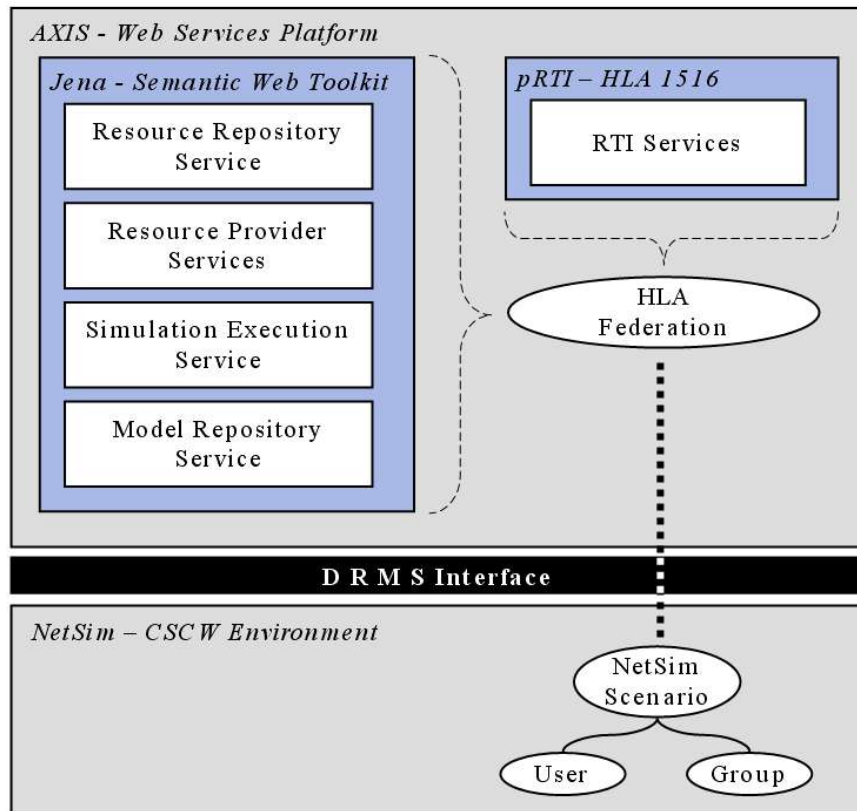 AXIS - Web Services Platform
Jena - Semantic Web Toolkit
Resource Repository
Service
Resource Provider
Services
Simulation Execution
Service
Model Repository
Service
pRTI – HLA 1516
RTI Services
HLA
Federation
D R M S Interface
NetSim – CSCW Environment
NetSim
Scenario
User
Group